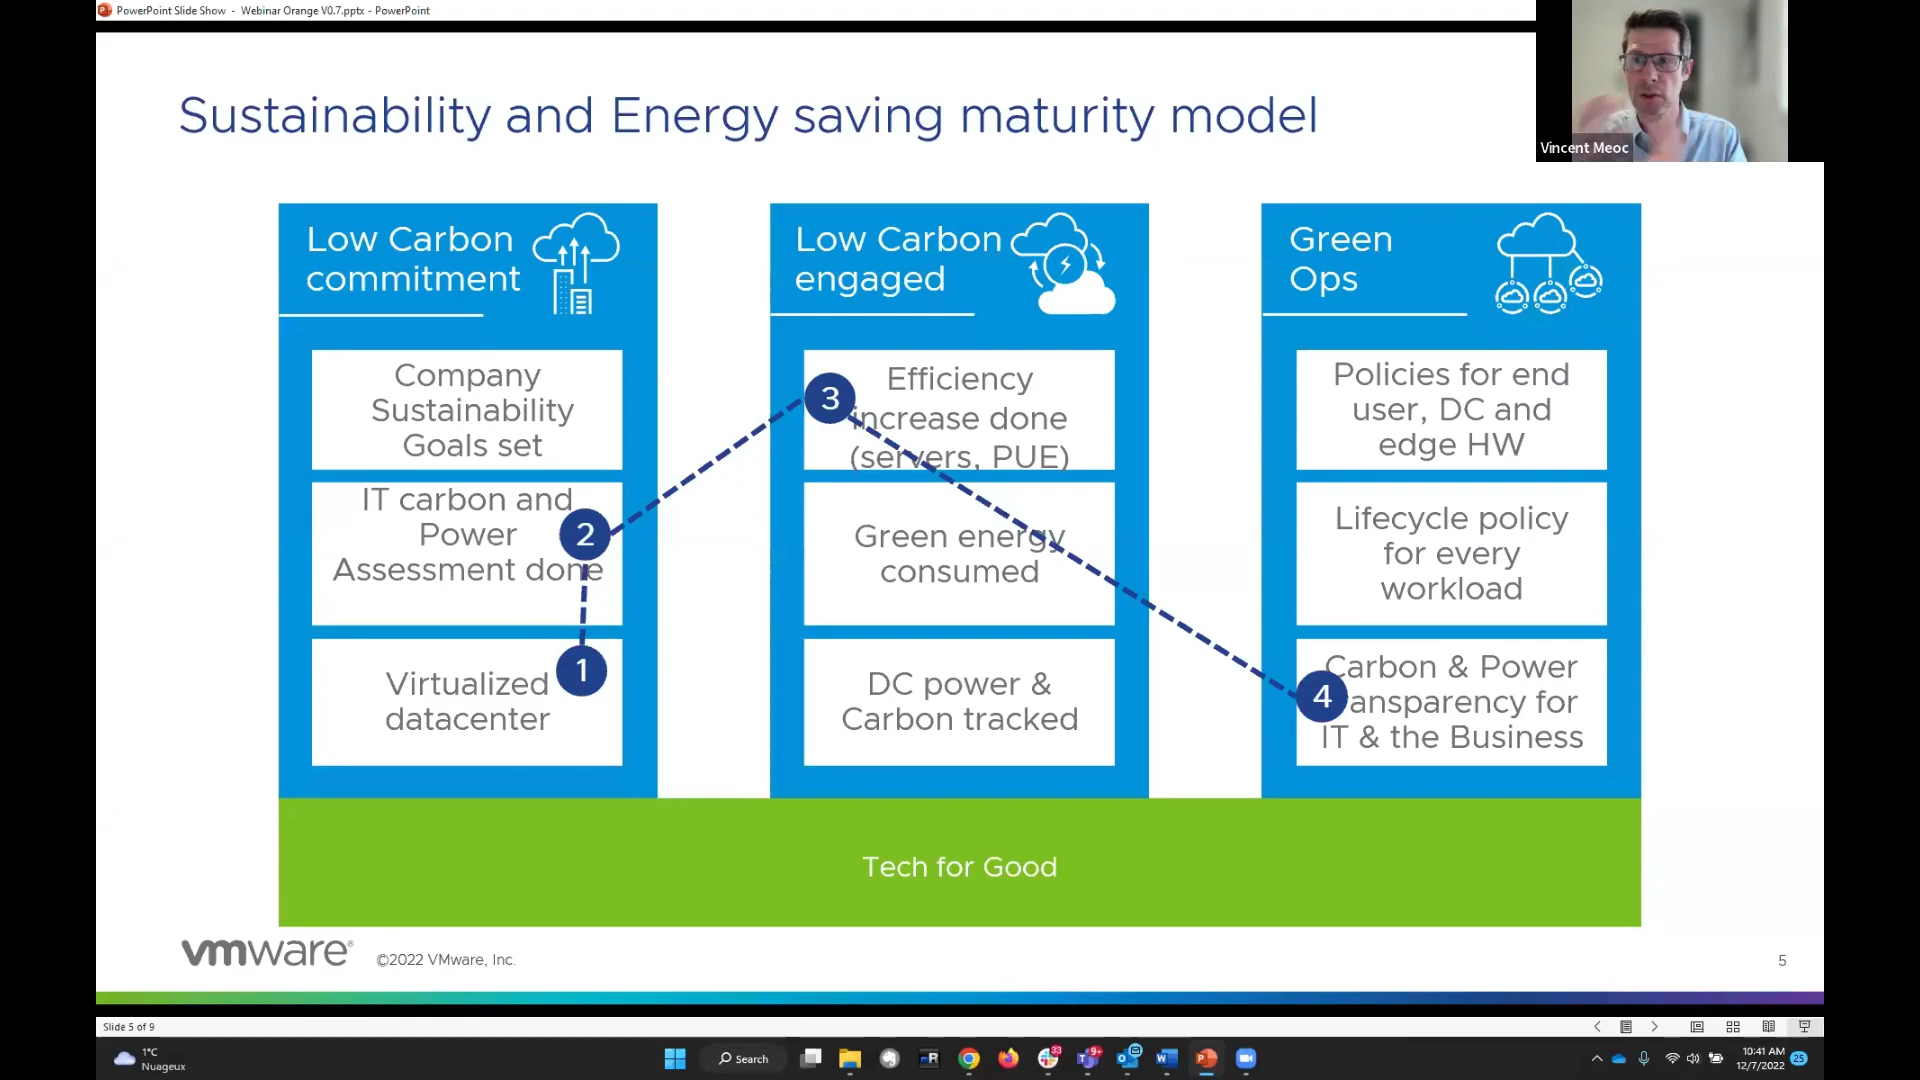 PowerPoint Slide Show - Webinar Orange V0.7.pptx - PowerPoint
Vincent Meoc
Sustainability and Energy saving maturity model
Low Carbon
commitment
Company
Sustainability
Goals set
IT carbon and
Power
Assessment done
2
Virtualized
datacenter
1
Low Carbon
engaged
3
Efficiency
increase done
(servers, PUE)
Green energy
consumed
DC power &
Carbon tracked
Green
Ops
Policies for end
user, DC and
edge HW
Lifecycle policy
for every
workload
4
Carbon & Power
ansparency for
IT & the Business
Tech for Good
vmware®
©2022 VMware, Inc.
5
Slide 5 of 9
1°C
Nuageux
Search
33
9+
10:41 AM
12/7/2022
25